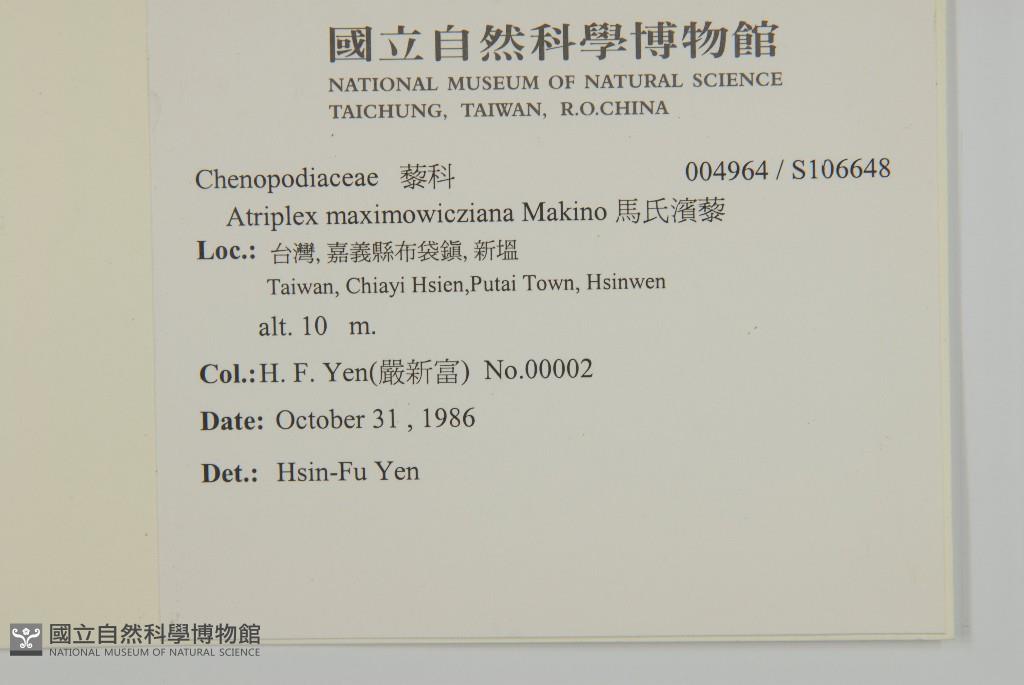 國立自然科學博物館
NATIONAL MUSEUM OF NATURAL SCIENCE
TAICHUNG, TAIWAN, R.O.CHINA
Chenopodiaceae 藜科 004964 / S106648
Atriplex maximowicziana Makino 馬氏濱藜
Loc.: 台灣, 嘉義縣布袋鎭, 新塭
Taiwan, Chiayi Hsien,Putai Town, Hsinwen
alt. 10 m.
Col.: H. F. Yen(嚴新富) No.00002
Date: October 31 , 1986
Det.: Hsin-Fu Yen
國立自然科學博物館
NATIONAL MUSEUM OF NATURAL SCIENCE